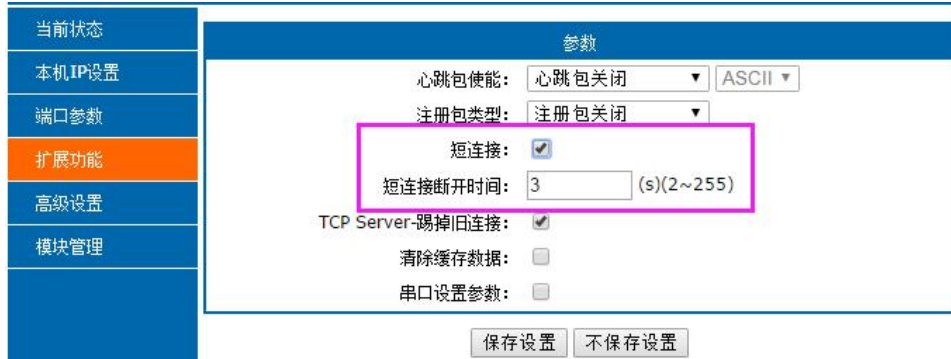 当前状态
本机IP设置
端口参数
扩展功能
高级设置
模块管理
参数
心跳包使能： 心跳包关闭 ASCII
注册包类型： 注册包关闭
短连接：
短连接断开时间： 3 (s)(2~255)
TCP Server-踢掉旧连接：
清除缓存数据：
串口设置参数：
保存设置 不保存设置